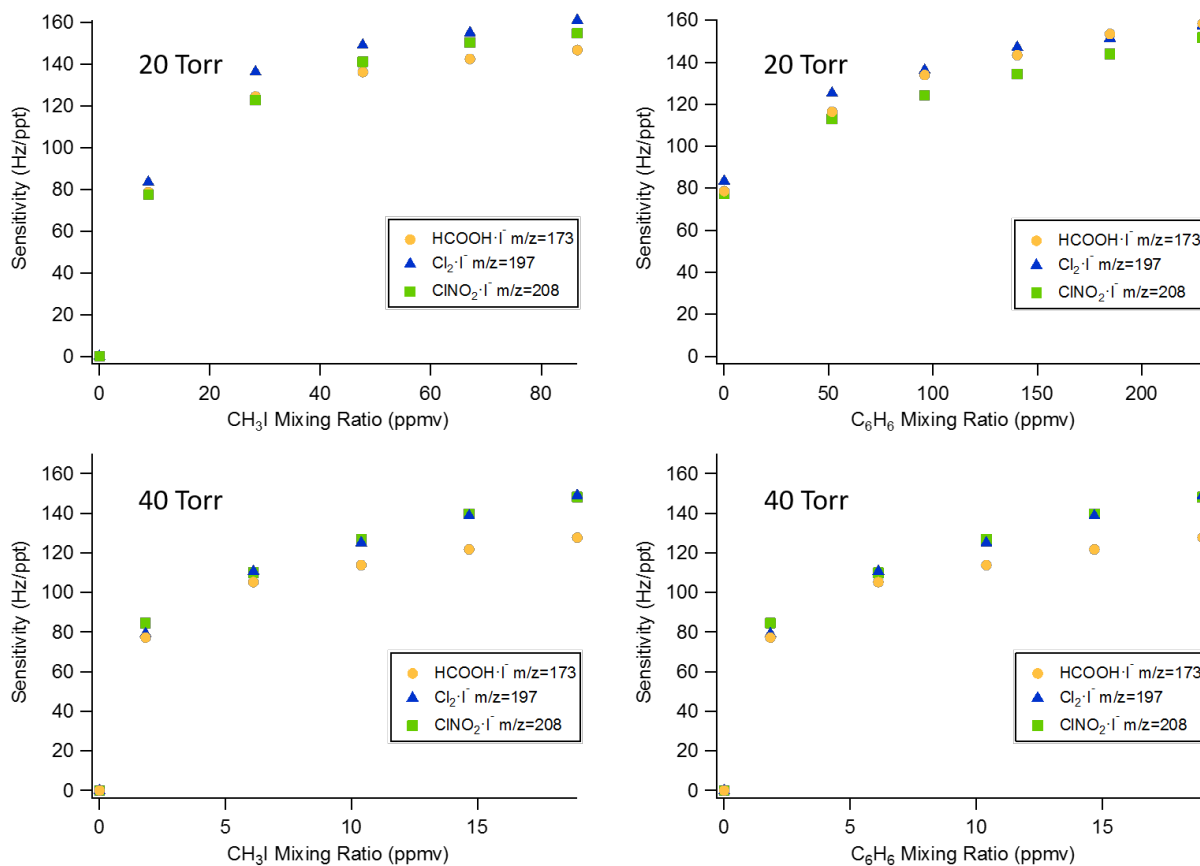 160
140
120
100
80
60
40
20
0
Sensitivity (Hz/ppt)
20 Torr
HCOOH·I⁻ m/z=173
Cl₂·I⁻ m/z=197
ClNO₂·I⁻ m/z=208
0 20 40 60 80
CH₃I Mixing Ratio (ppmv)
160
140
120
100
80
60
40
20
0
Sensitivity (Hz/ppt)
20 Torr
HCOOH·I⁻ m/z=173
Cl₂·I⁻ m/z=197
ClNO₂·I⁻ m/z=208
0 50 100 150 200
C₆H₆ Mixing Ratio (ppmv)
160
140
120
100
80
60
40
20
0
Sensitivity (Hz/ppt)
40 Torr
HCOOH·I⁻ m/z=173
Cl₂·I⁻ m/z=197
ClNO₂·I⁻ m/z=208
0 5 10 15
CH₃I Mixing Ratio (ppmv)
160
140
120
100
80
60
40
20
0
Sensitivity (Hz/ppt)
40 Torr
HCOOH·I⁻ m/z=173
Cl₂·I⁻ m/z=197
ClNO₂·I⁻ m/z=208
0 5 10 15
C₆H₆ Mixing Ratio (ppmv)